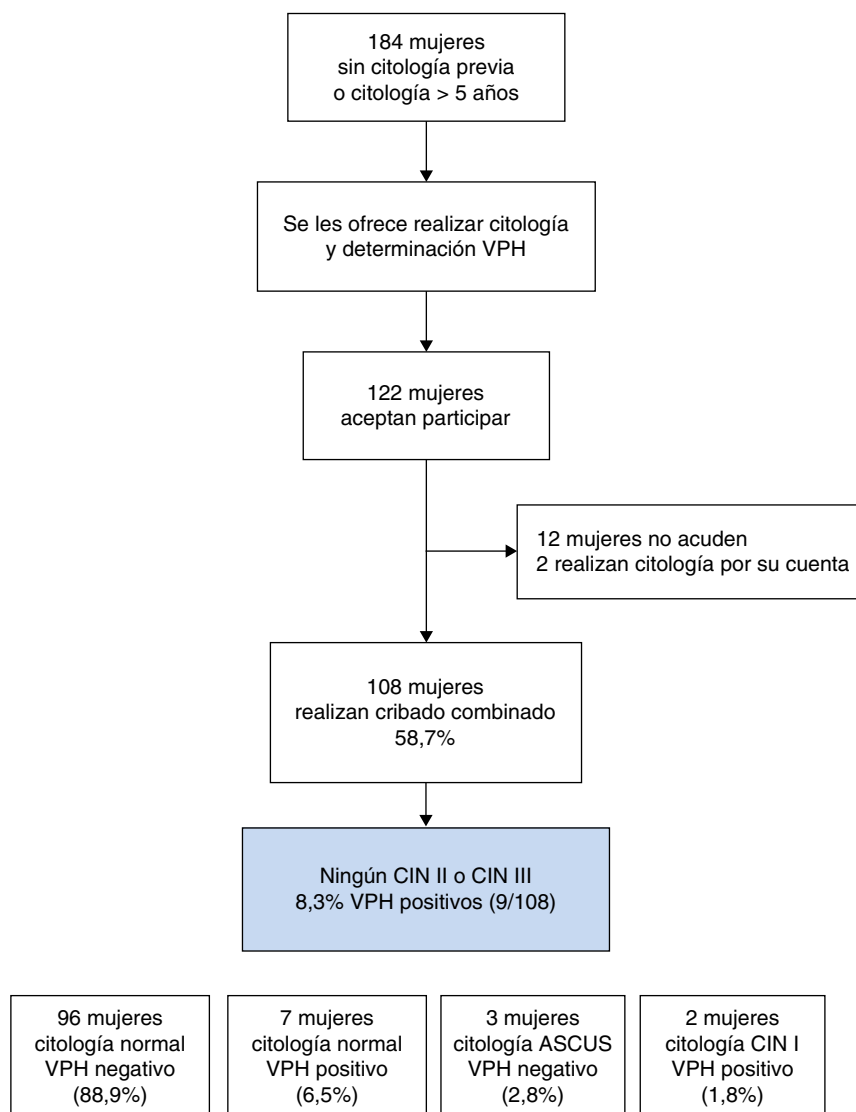 184 mujeres
sin citología previa
o citología > 5 años
Se les ofrece realizar citología
y determinación VPH
122 mujeres
aceptan participar
12 mujeres no acuden
2 realizan citología por su cuenta
108 mujeres
realizan cribado combinado
58,7%
Ningún CIN II o CIN III
8,3% VPH positivos (9/108)
96 mujeres
citología normal
VPH negativo
(88,9%)
7 mujeres
citología normal
VPH positivo
(6,5%)
3 mujeres
citología ASCUS
VPH negativo
(2,8%)
2 mujeres
citología CIN I
VPH positivo
(1,8%)